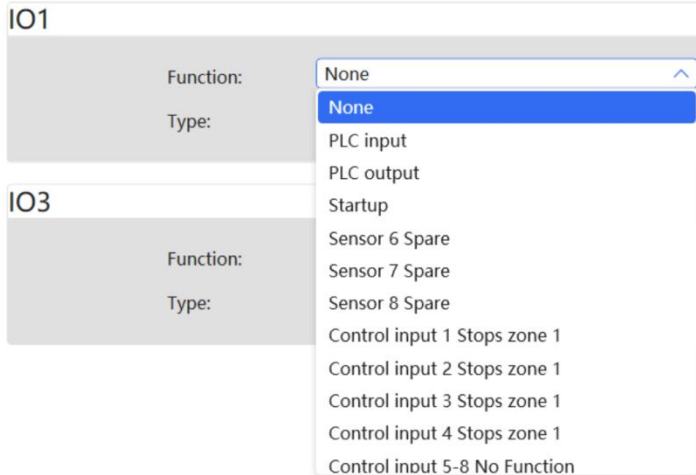 IO1
Function: None
None
Type:
PLC input
PLC output
IO3
Startup
Sensor 6 Spare
Function:
Sensor 7 Spare
Type:
Sensor 8 Spare
Control input 1 Stops zone 1
Control input 2 Stops zone 1
Control input 3 Stops zone 1
Control input 4 Stops zone 1
Control input 5-8 No Function